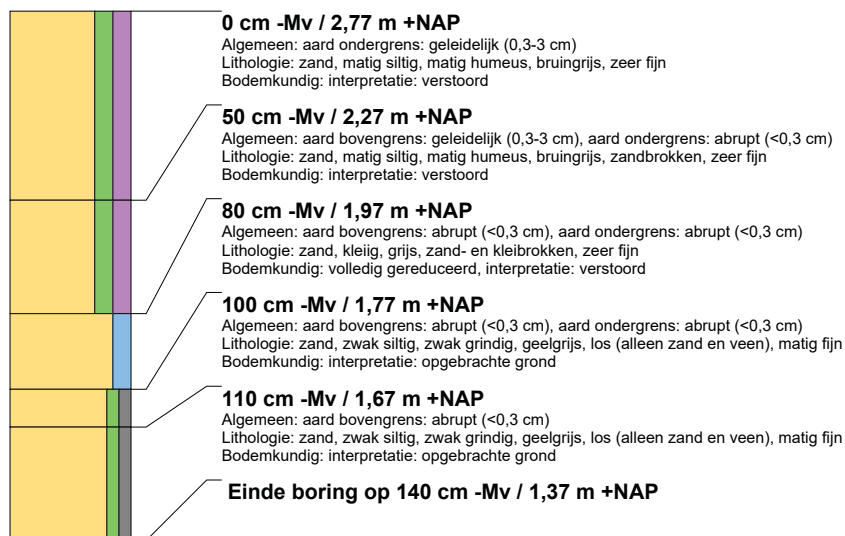 0 cm -Mv / 2,77 m +NAP
Algemeen: aard ondergrens: geleidelijk (0,3-3 cm)
Lithologie: zand, matig siltig, matig humeus, bruingrijs, zeer fijn
Bodemkundig: interpretatie: verstoord
50 cm -Mv / 2,27 m +NAP
Algemeen: aard bovengrens: geleidelijk (0,3-3 cm), aard ondergrens: abrupt (<0,3 cm)
Lithologie: zand, matig siltig, matig humeus, bruingrijs, zandbrokken, zeer fijn
Bodemkundig: interpretatie: verstoord
80 cm -Mv / 1,97 m +NAP
Algemeen: aard bovengrens: abrupt (<0,3 cm), aard ondergrens: abrupt (<0,3 cm)
Lithologie: zand, kleiig, grijs, zand- en kleibrokken, zeer fijn
Bodemkundig: volledig gereduceerd, interpretatie: verstoord
100 cm -Mv / 1,77 m +NAP
Algemeen: aard bovengrens: abrupt (<0,3 cm), aard ondergrens: abrupt (<0,3 cm)
Lithologie: zand, zwak siltig, zwak grindig, geelgrijs, los (alleen zand en veen), matig fijn
Bodemkundig: interpretatie: opgebrachte grond
110 cm -Mv / 1,67 m +NAP
Algemeen: aard bovengrens: abrupt (<0,3 cm)
Lithologie: zand, zwak siltig, zwak grindig, geelgrijs, los (alleen zand en veen), matig fijn
Bodemkundig: interpretatie: opgebrachte grond
Einde boring op 140 cm -Mv / 1,37 m +NAP